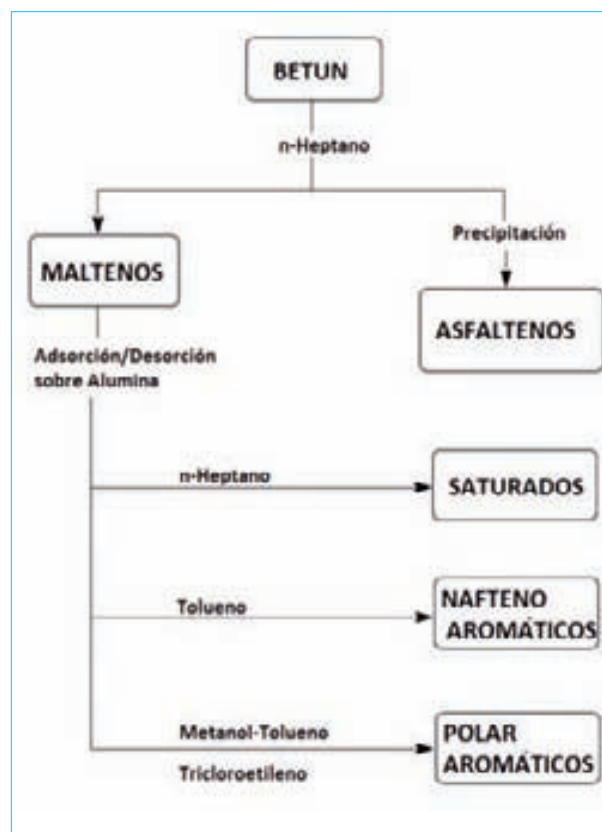 BETUN
n-Heptano
Precipitación
MALTENOS
ASFALTENOS
Adsorción/Desorción
sobre Alumina
n-Heptano
SATURADOS
Tolueno
NAFTENO
AROMÁTICOS
Metanol-Tolueno
Tricloroetileno
POLAR
AROMÁTICOS